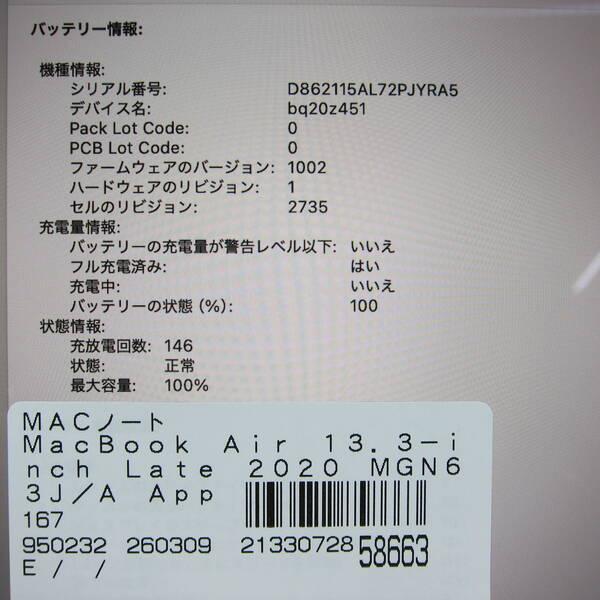 バッテリー情報:
機種情報:
シリアル番号: D862115AL72PJYRA5
デバイス名: bq20z451
Pack Lot Code: 0
PCB Lot Code: 0
ファームウェアのバージョン: 1002
ハードウェアのリビジョン: 1
セルのリビジョン: 2735
充電量情報:
バッテリーの充電量が警告レベル以下: いいえ
フル充電済み: はい
充電中: いいえ
バッテリーの状態 (%): 100
状態情報:
充放電回数: 146
状態: 正常
最大容量: 100%
MACノート
MacBook Air 13.3-i
nch Late 2020 MGN6
3J/A App
167
950232 260309 21330728 58663
E / /